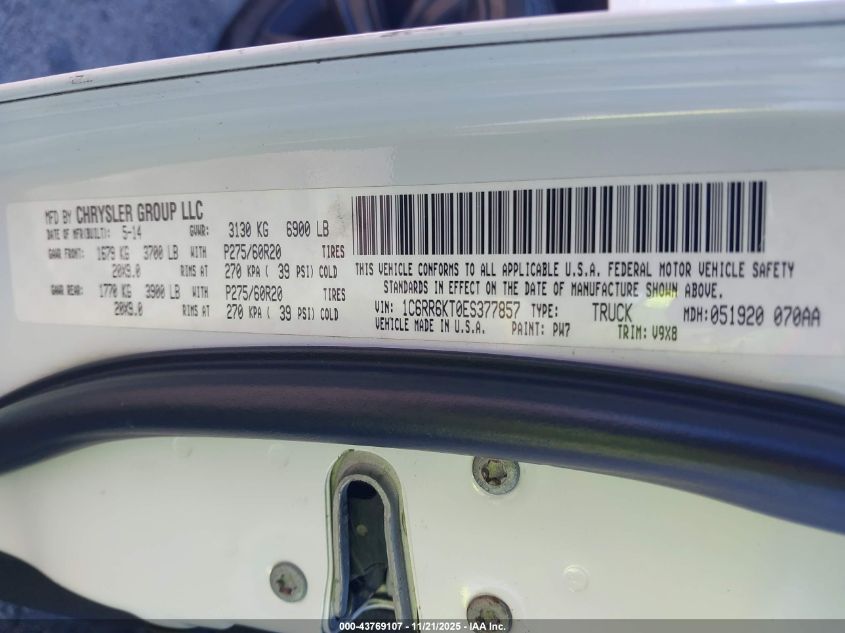 MFD BY CHRYSLER GROUP LLC
DATE OF MFR(BUILT): 5-14 GVWR: 3130 KG 6900 LB
GAWR FRONT: 1679 KG 3700 LB WITH P275/60R20 TIRES
20X9.0 RIMS AT 270 KPA ( 39 PSI) COLD
GAWR REAR: 1770 KG 3900 LB WITH P275/60R20 TIRES
20X9.0 RIMS AT 270 KPA ( 39 PSI) COLD
THIS VEHICLE CONFORMS TO ALL APPLICABLE U.S.A. FEDERAL MOTOR VEHICLE SAFETY
STANDARDS IN EFFECT ON THE DATE OF MANUFACTURE SHOWN ABOVE.
VIN: 1C6RR6KT0ES377857 TYPE: TRUCK MDH:051920 070AA
VEHICLE MADE IN U.S.A. PAINT: PW7 TRIM: V9X8
000-43769107 - 11/21/2025 - IAA Inc.